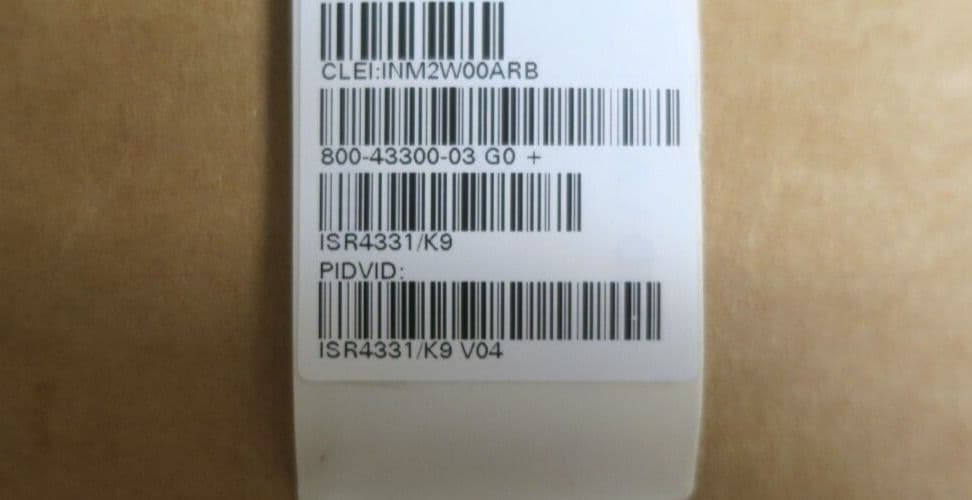 CLEI:INM2W00ARB
800-43300-03 G0 +
ISR4331/K9
PIDVID:
ISR4331/K9 V04